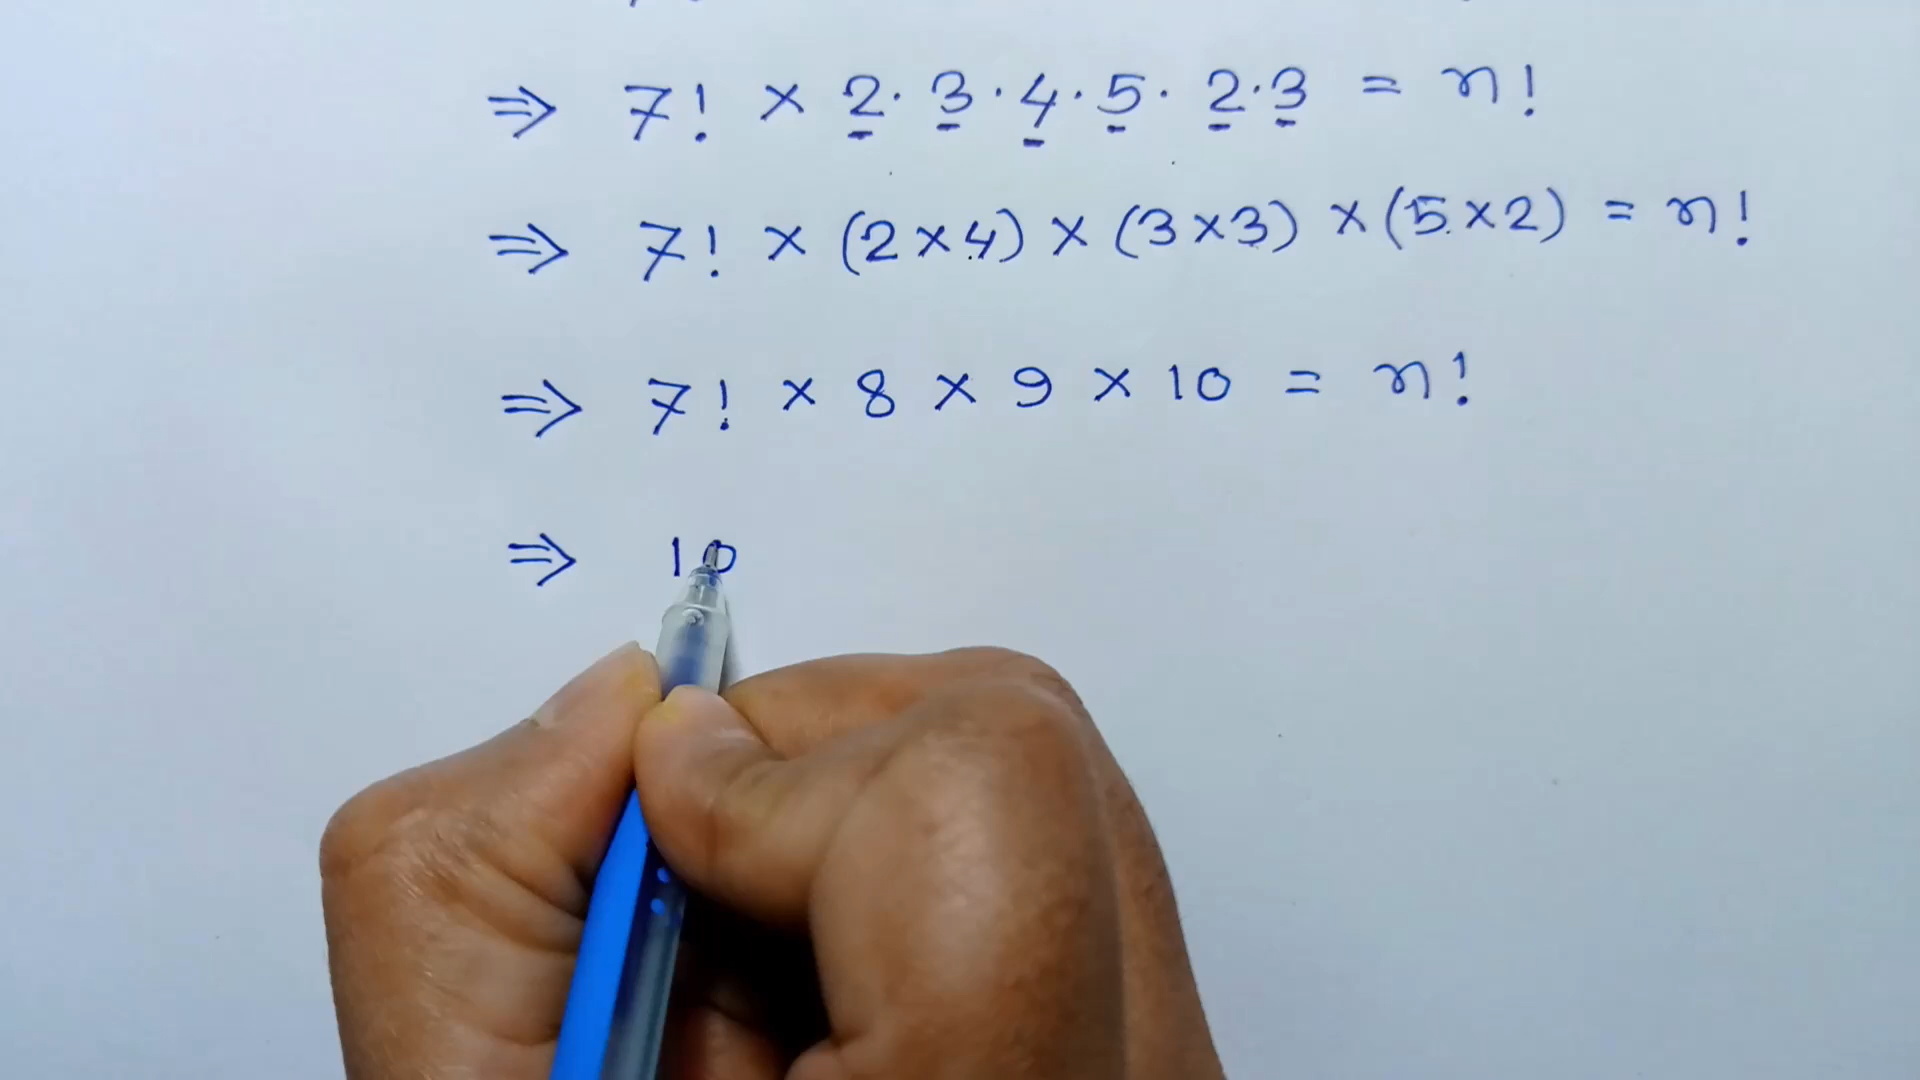 ⇒ 7! × 2 · 3 · 4 · 5 · 2 · 3 = n!
⇒ 7! × (2 × 4) × (3 × 3) × (5 × 2) = n!
⇒ 7! × 8 × 9 × 10 = n!
⇒ 10